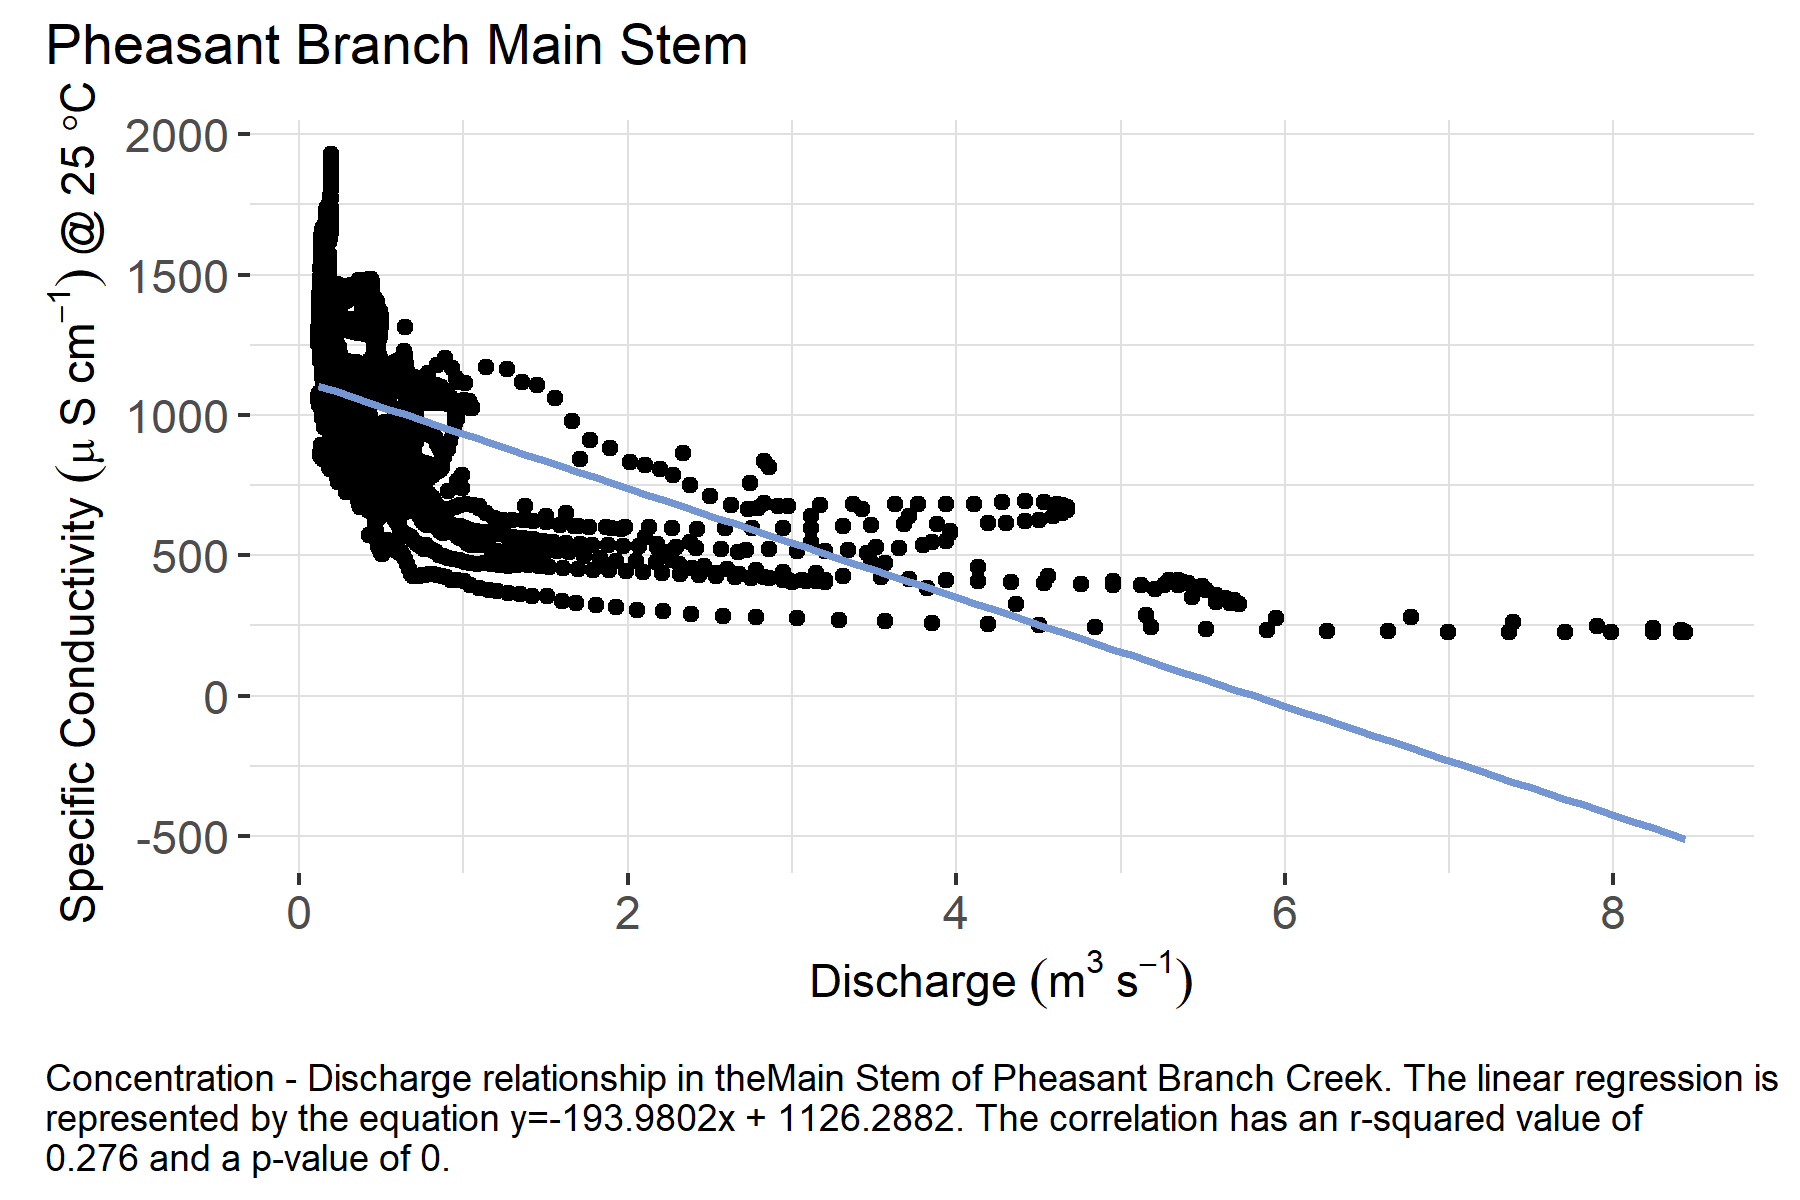 Pheasant Branch Main Stem
Specific Conductivity (μ S cm⁻¹) @ 25 °C
2000
1500
1000
500
0
-500
0 2 4 6 8
Discharge (m³ s⁻¹)
Concentration - Discharge relationship in theMain Stem of Pheasant Branch Creek. The linear regression is
represented by the equation y=-193.9802x + 1126.2882. The correlation has an r-squared value of
0.276 and a p-value of 0.